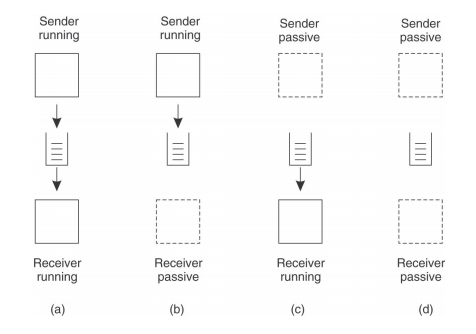 Sender
running
Sender
running
Sender
passive
Sender
passive
Receiver
running
Receiver
passive
Receiver
running
Receiver
passive
(a)
(b)
(c)
(d)